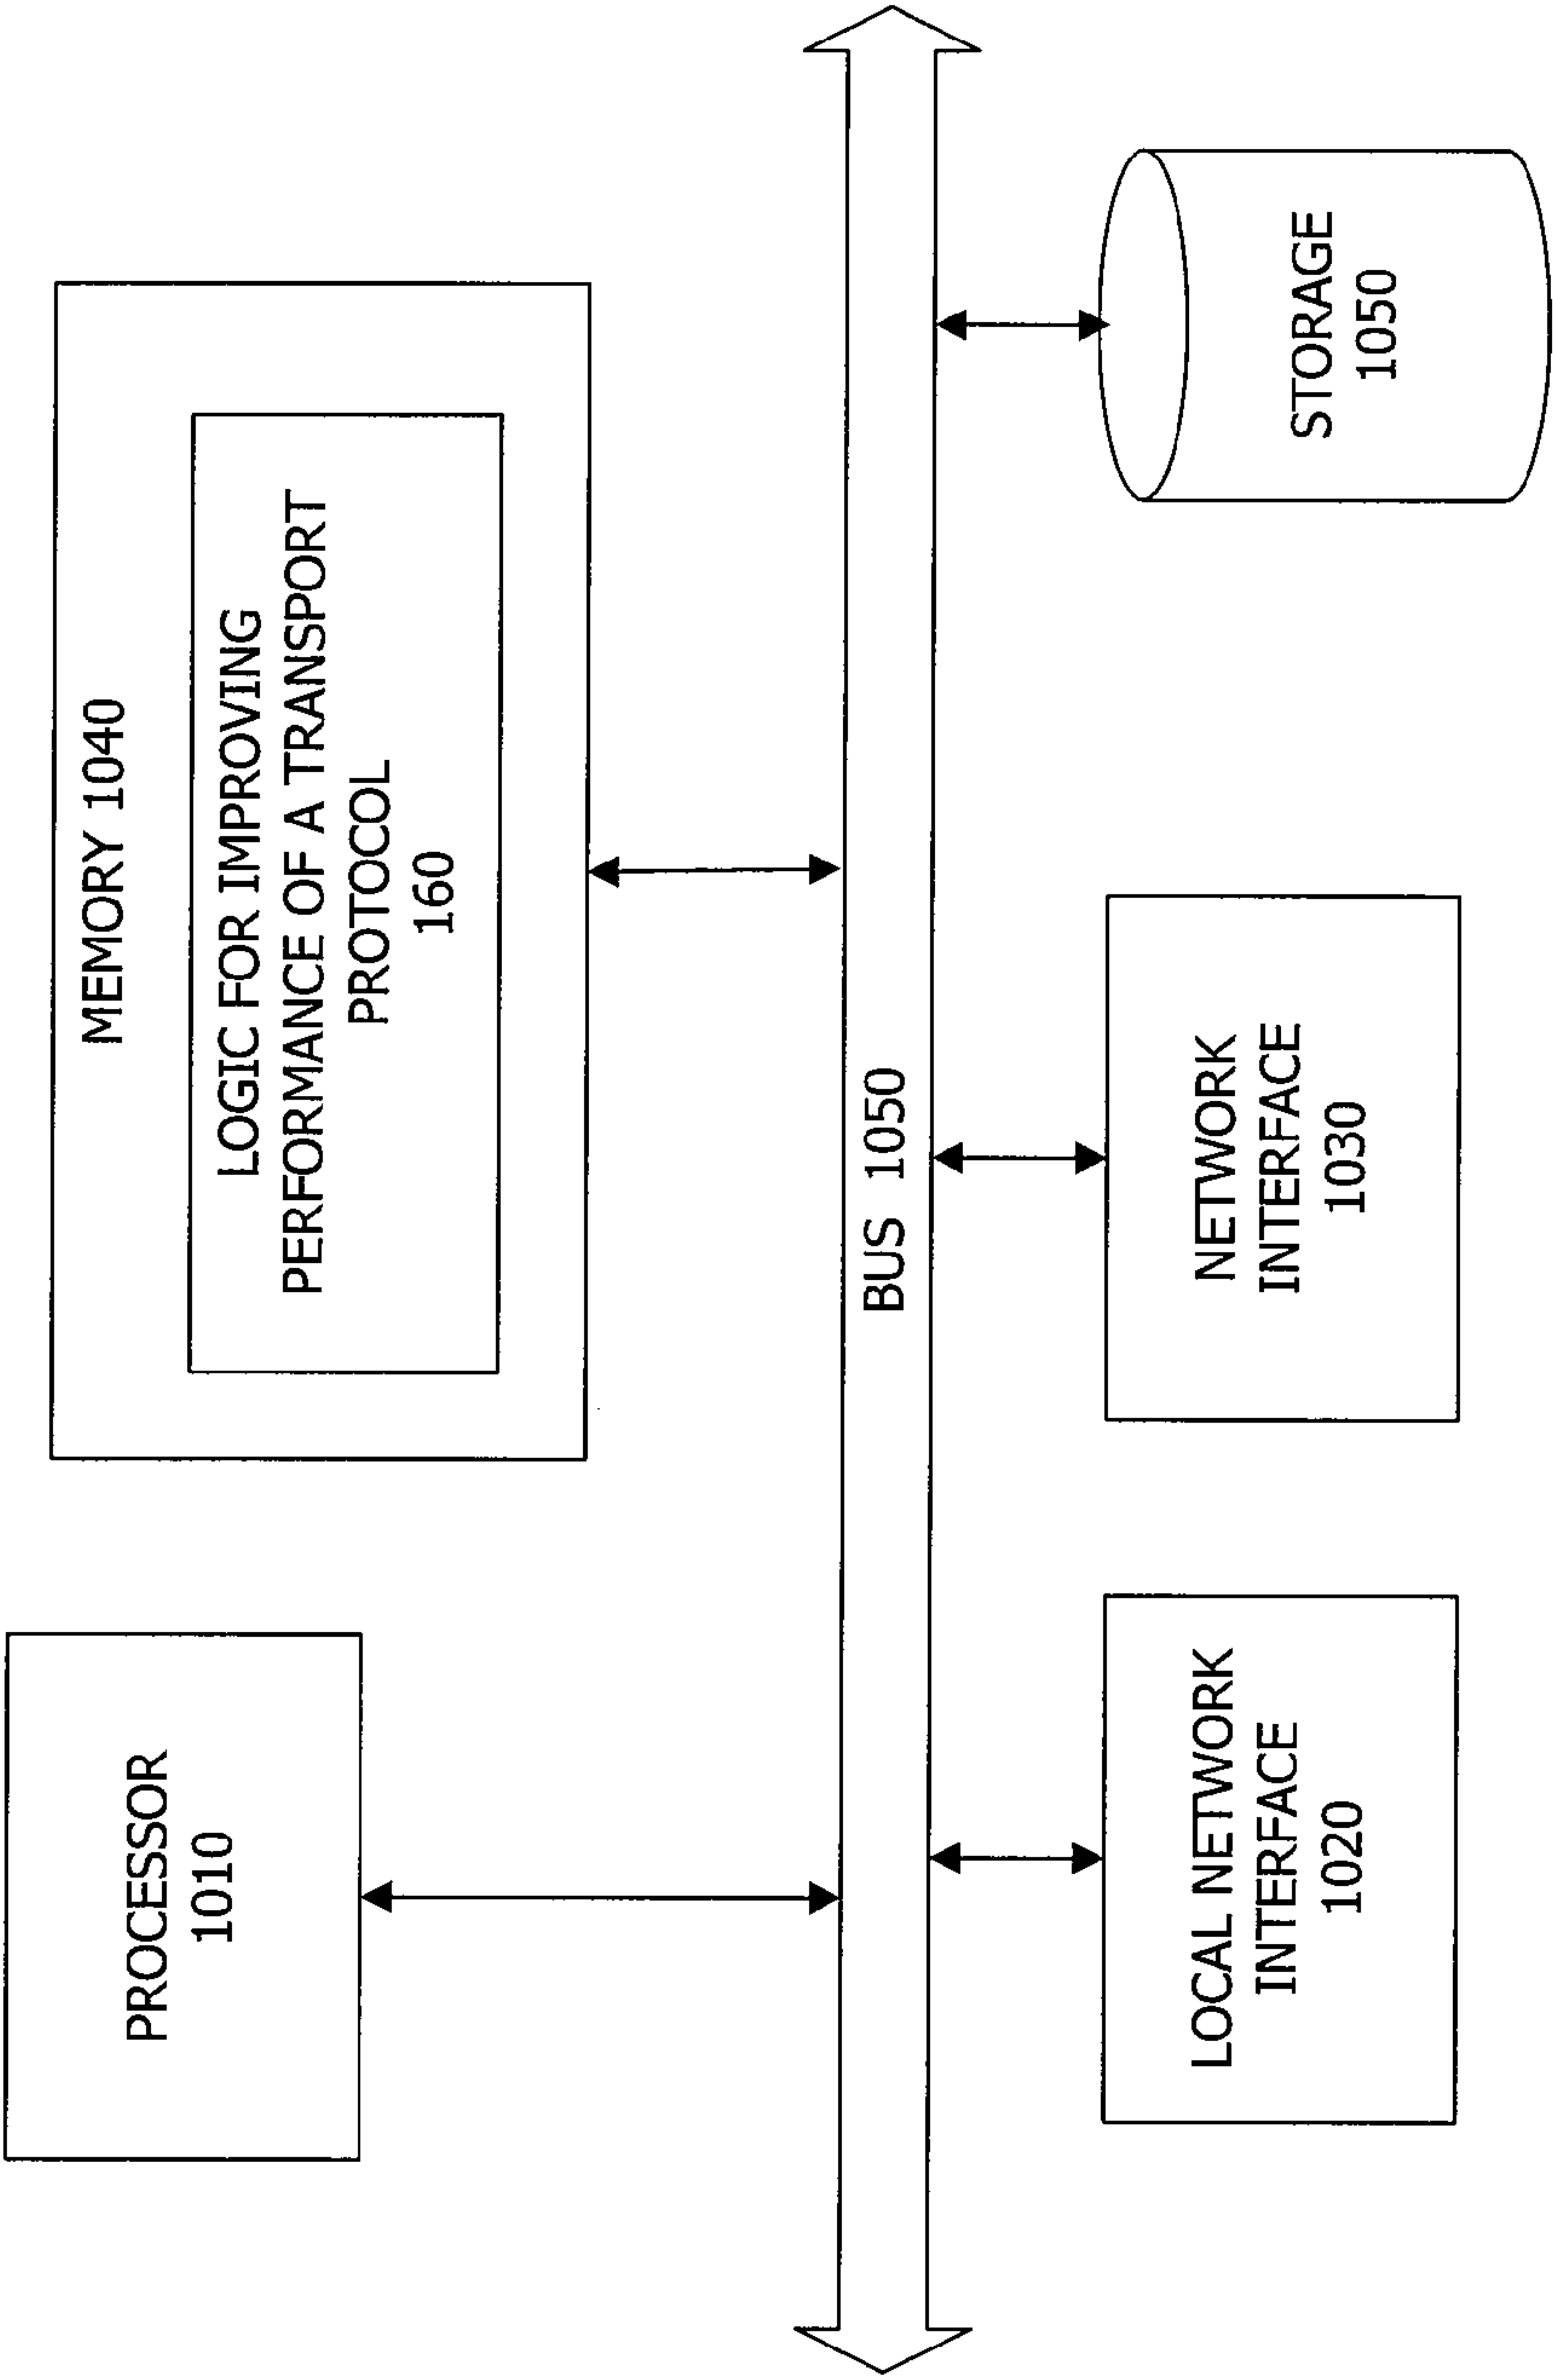 PROCESSOR
1010
MEMORY 1040
LOGIC FOR IMPROVING
PERFORMANCE OF A TRANSPORT
PROTOCOL
160
BUS 1050
LOCAL NETWORK
INTERFACE
1020
NETWORK
INTERFACE
1030
STORAGE
1050